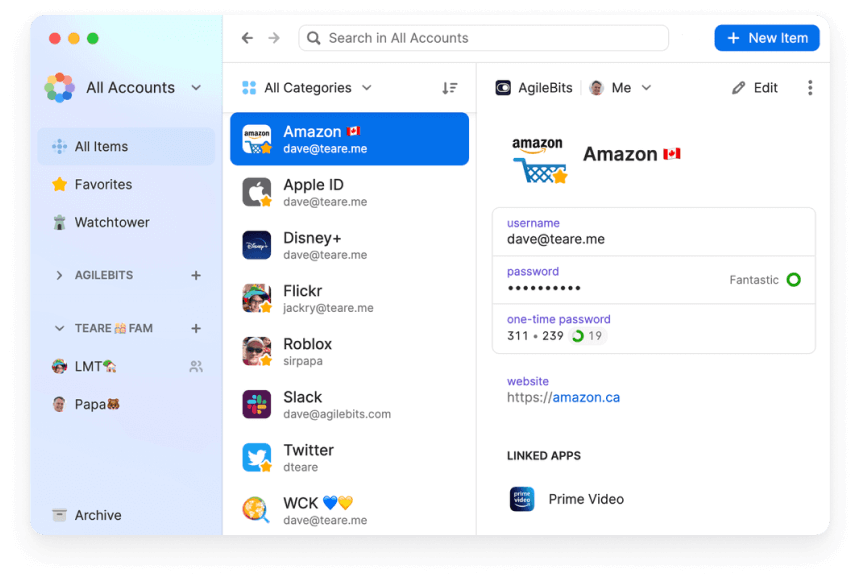 Search in All Accounts
+ New Item
All Accounts
All Categories
AgileBits
Me
Edit
All Items
Favorites
Watchtower
AGILEBITS +
TEARE 👨‍👩‍👧‍👦 FAM +
LMT🏡
Papa🐻
Archive
amazon
Amazon 🇨🇦
dave@teare.me
Apple ID
dave@teare.me
Disney+
Disney+
dave@teare.me
Flickr
jackry@teare.me
Roblox
sirpapa
Slack
dave@agilebits.com
Twitter
dteare
WCK 💙💛
dave@teare.me
amazon
Amazon 🇨🇦
username
dave@teare.me
password
•••••••••• Fantastic
one-time password
311 • 239 19
website
https://amazon.ca
LINKED APPS
prime
video
Prime Video